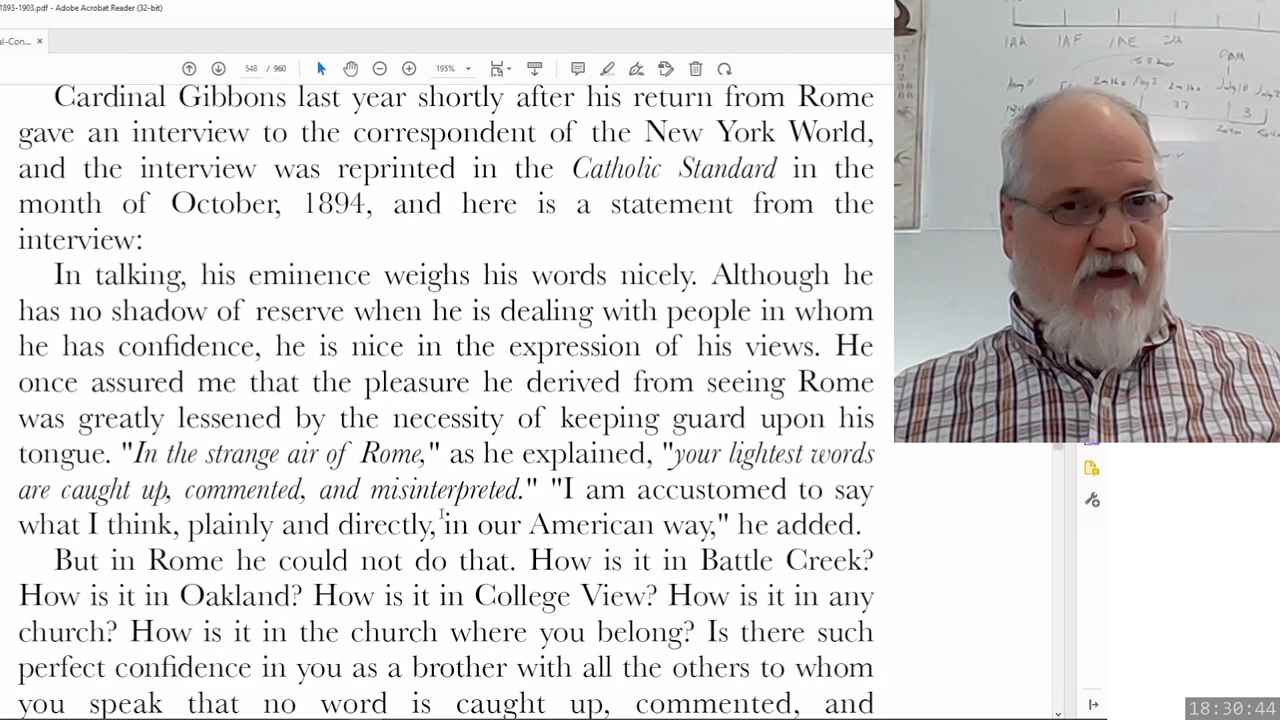 1893-1903.pdf - Adobe Acrobat Reader (32-bit)
al-Con... ×
548 / 960
195%
Cardinal Gibbons last year shortly after his return from Rome
gave an interview to the correspondent of the New York World,
and the interview was reprinted in the Catholic Standard in the
month of October, 1894, and here is a statement from the
interview:
In talking, his eminence weighs his words nicely. Although he
has no shadow of reserve when he is dealing with people in whom
he has confidence, he is nice in the expression of his views. He
once assured me that the pleasure he derived from seeing Rome
was greatly lessened by the necessity of keeping guard upon his
tongue. "In the strange air of Rome," as he explained, "your lightest words
are caught up, commented, and misinterpreted." "I am accustomed to say
what I think, plainly and directly, in our American way," he added.
But in Rome he could not do that. How is it in Battle Creek?
How is it in Oakland? How is it in College View? How is it in any
church? How is it in the church where you belong? Is there such
perfect confidence in you as a brother with all the others to whom
you speak that no word is caught up, commented, and
18:30:44